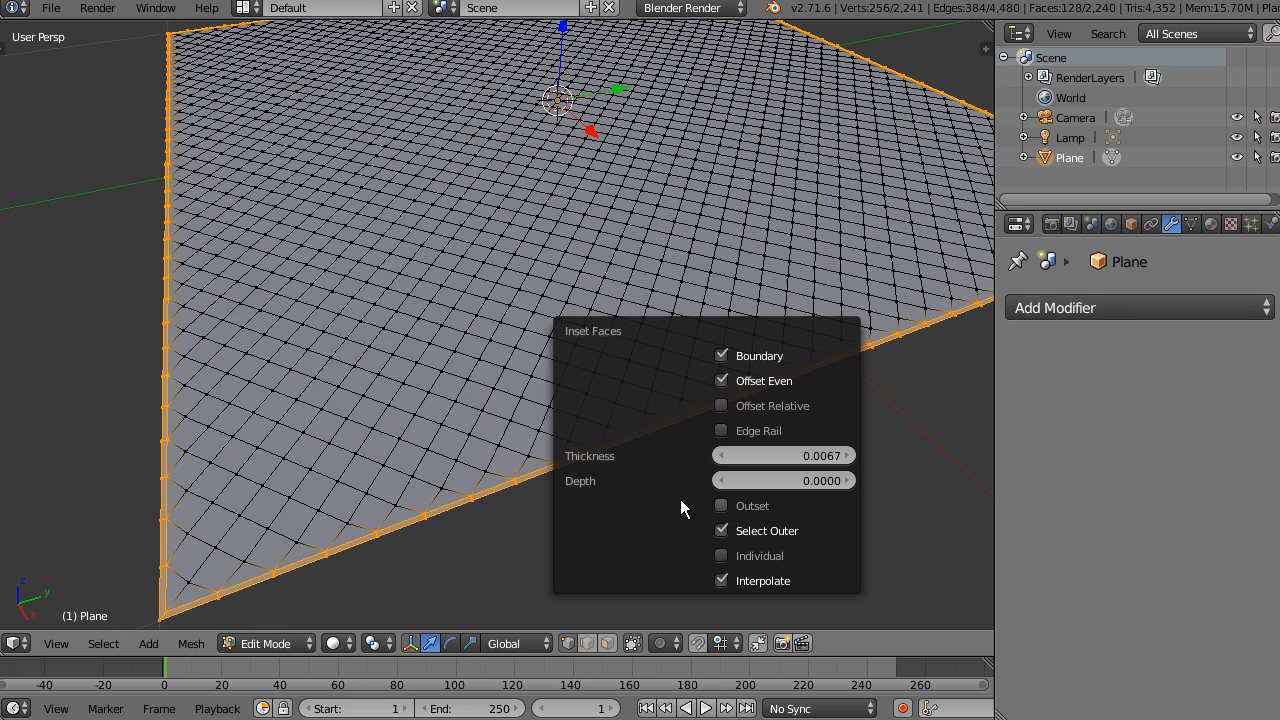 File Render Window Help Default Scene Blender Render v2.71.6 | Verts:256/2,241 | Edges:384/4,480 | Faces:128/2,240 | Tris:4,352 | Mem:15.70M |
User Persp
View Search All Scenes
Scene
RenderLayers |
World
Camera |
Lamp |
Plane |
Plane
Add Modifier
Inset Faces
Boundary
Offset Even
Offset Relative
Edge Rail
Thickness 0.0067
Depth 0.0000
Outset
Select Outer
Individual
Interpolate
z
y
x
(1) Plane
View Select Add Mesh Edit Mode Global
-40 -20 0 20 40 60 80 100 120 140 160 180 200 220 240 260
View Marker Frame Playback Start: 1 End: 250 1 No Sync